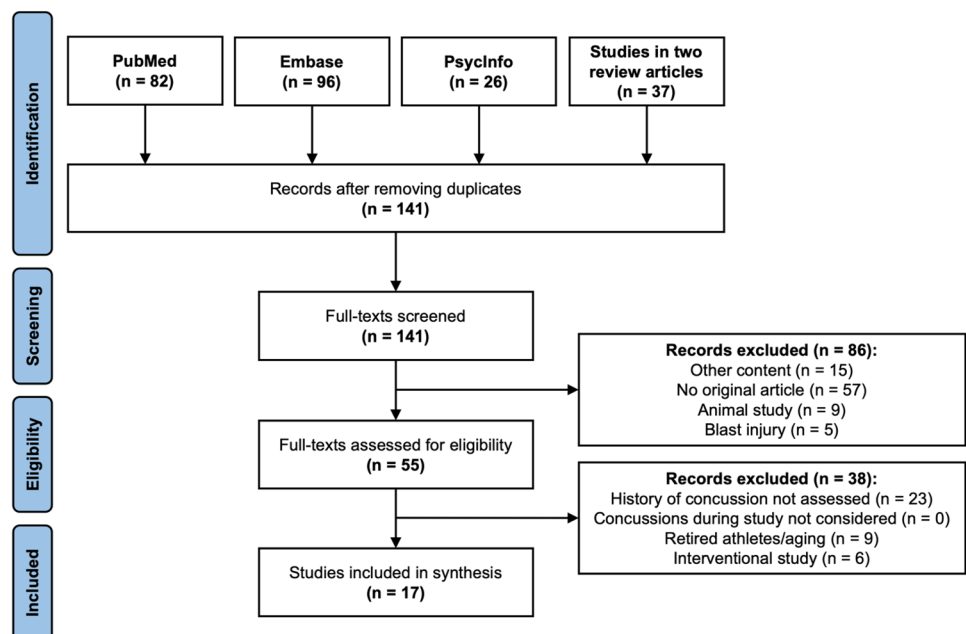 Identification
PubMed
(n = 82)
Embase
(n = 96)
PsycInfo
(n = 26)
Studies in two
review articles
(n = 37)
Records after removing duplicates
(n = 141)
Screening
Full-texts screened
(n = 141)
Records excluded (n = 86):
Other content (n = 15)
No original article (n = 57)
Animal study (n = 9)
Blast injury (n = 5)
Eligibility
Full-texts assessed for eligibility
(n = 55)
Records excluded (n = 38):
History of concussion not assessed (n = 23)
Concussions during study not considered (n = 0)
Retired athletes/aging (n = 9)
Interventional study (n = 6)
Included
Studies included in synthesis
(n = 17)